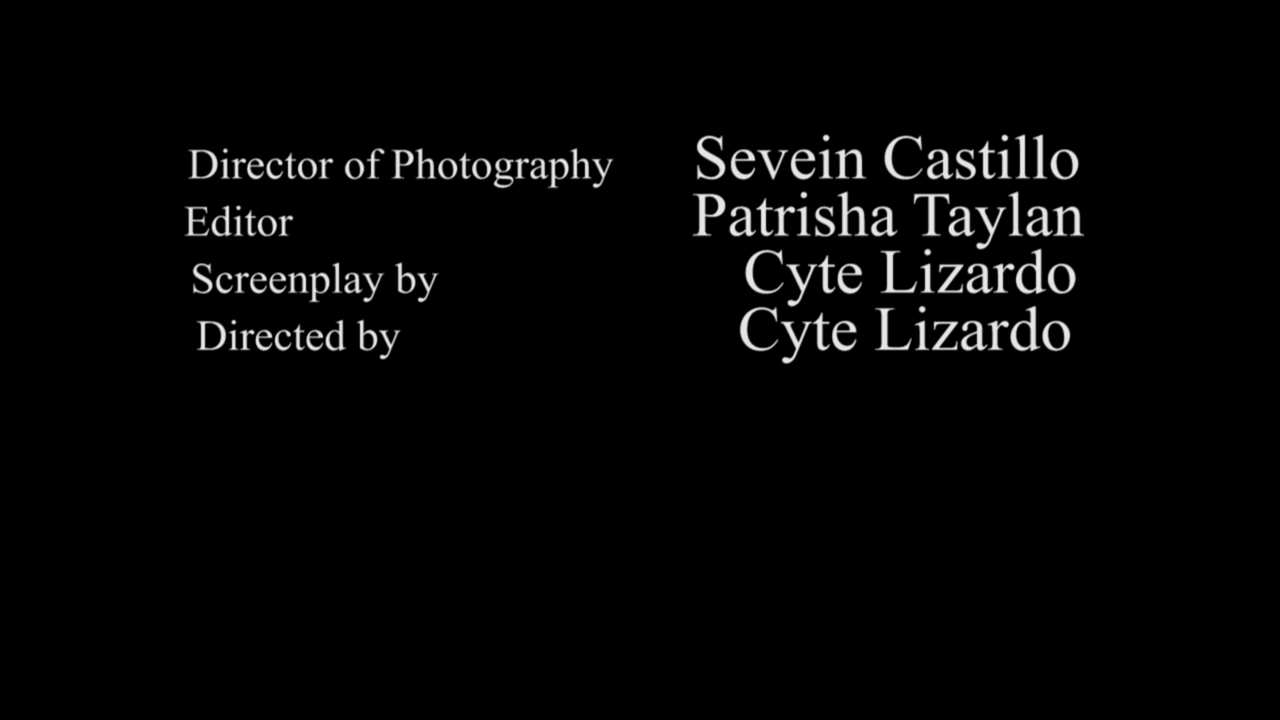 Director of Photography Sevein Castillo
Editor Patrisha Taylan
Screenplay by Cyte Lizardo
Directed by Cyte Lizardo